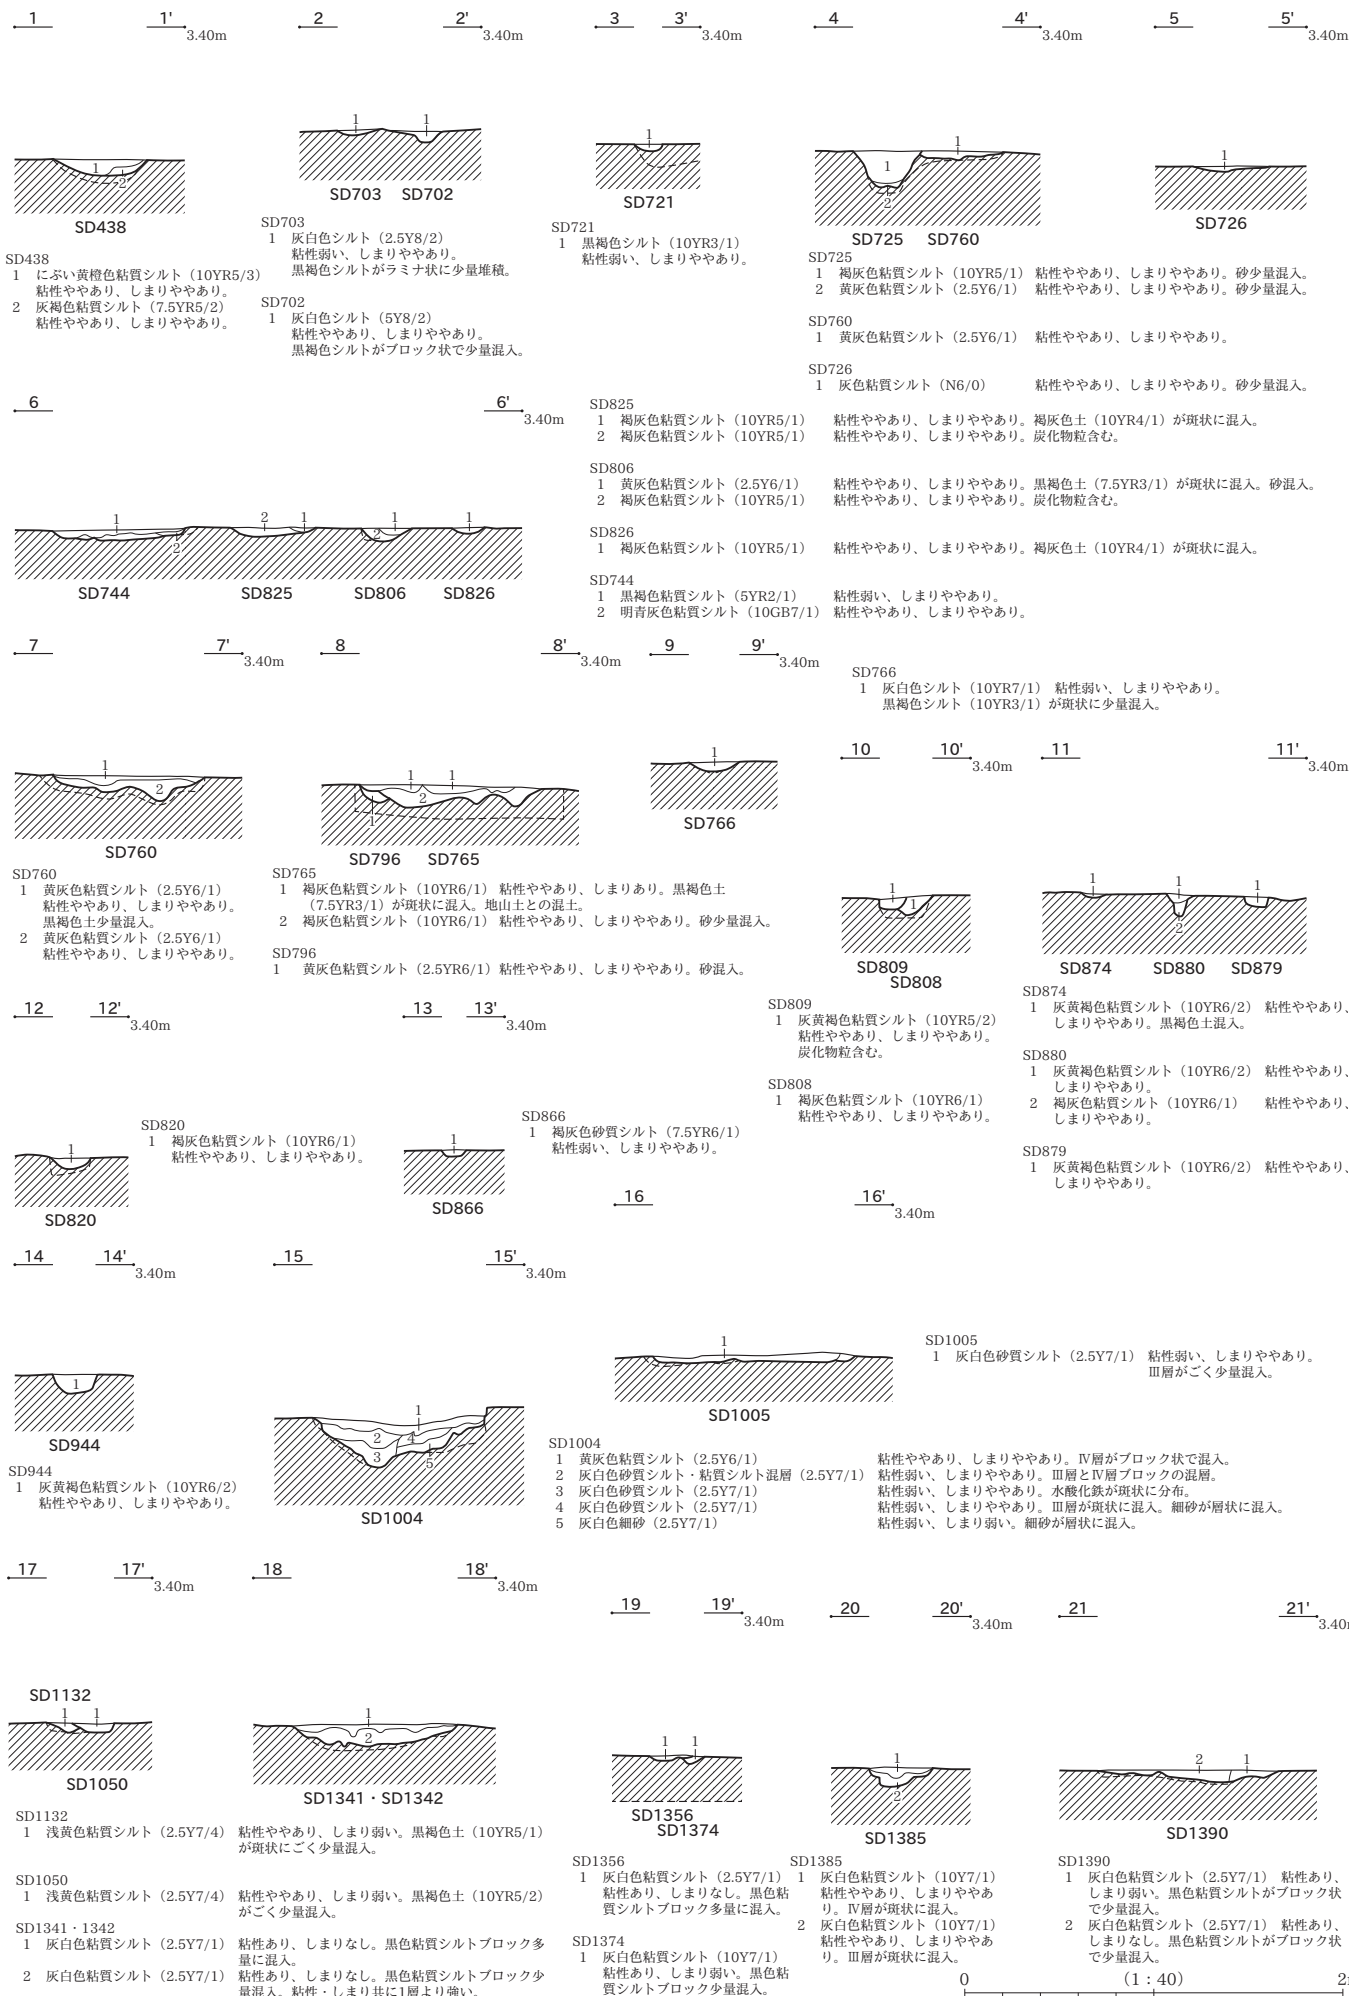 1 1' 3.40m
2 2' 3.40m
3 3' 3.40m
4 4' 3.40m
5 5' 3.40m
1 2
SD438
1 1
SD703 SD702
1
SD721
1 2 1
SD725 SD760
1
SD726
SD438
1 にぶい黄橙色粘質シルト（10YR5/3）
粘性ややあり、しまりややあり。
2 灰褐色粘質シルト（7.5YR5/2）
粘性ややあり、しまりややあり。
SD703
1 灰白色シルト（2.5Y8/2）
粘性弱い、しまりややあり。
黒褐色シルトがラミナ状に少量堆積。
SD702
1 灰白色シルト（5Y8/2）
粘性ややあり、しまりややあり。
黒褐色シルトがブロック状で少量混入。
SD721
1 黒褐色シルト（10YR3/1）
粘性弱い、しまりややあり。
SD725
1 褐灰色粘質シルト（10YR5/1） 粘性ややあり、しまりややあり。砂少量混入。
2 黄灰色粘質シルト（2.5Y6/1） 粘性ややあり、しまりややあり。砂少量混入。
SD760
1 黄灰色粘質シルト（2.5Y6/1） 粘性ややあり、しまりややあり。
SD726
1 灰色粘質シルト（N6/0） 粘性ややあり、しまりややあり。砂少量混入。
6 6' 3.40m
1 2 2 1 2 1 1
SD744 SD825 SD806 SD826
SD825
1 褐灰色粘質シルト（10YR5/1） 粘性ややあり、しまりややあり。褐灰色土（10YR4/1）が斑状に混入。
2 褐灰色粘質シルト（10YR5/1） 粘性ややあり、しまりややあり。炭化物粒含む。
SD806
1 黄灰色粘質シルト（2.5Y6/1） 粘性ややあり、しまりややあり。黒褐色土（7.5YR3/1）が斑状に混入。砂混入。
2 褐灰色粘質シルト（10YR5/1） 粘性ややあり、しまりややあり。炭化物粒含む。
SD826
1 褐灰色粘質シルト（10YR5/1） 粘性ややあり、しまりややあり。褐灰色土（10YR4/1）が斑状に混入。
SD744
1 黒褐色シルト（5YR2/1） 粘性弱い、しまりややあり。
2 明青灰色粘質シルト（10GB7/1） 粘性ややあり、しまりややあり。
7 7' 3.40m
8 8' 3.40m
9 9' 3.40m
SD766
1 灰白色シルト（10YR7/1） 粘性弱い、しまりややあり。
黒褐色シルト（10YR3/1）が斑状に少量混入。
10 10' 3.40m
11 11' 3.40m
1 2
SD760
1 1 2 1
SD796 SD765
1
SD766
SD760
1 黄灰色粘質シルト（2.5Y6/1）
粘性ややあり、しまりややあり。
黒褐色土少量混入。
2 黄灰色粘質シルト（2.5Y6/1）
粘性ややあり、しまりややあり。
SD765
1 褐灰色粘質シルト（10YR6/1）粘性ややあり、しまりあり。黒褐色土
（7.5YR3/1）が斑状に混入。地山土との混土。
2 褐灰色粘質シルト（10YR6/1）粘性ややあり、しまりややあり。砂少量混入。
SD796
1 黄灰色粘質シルト（2.5YR6/1）粘性ややあり、しまりややあり。砂混入。
1 1
SD809
SD808
1 1 2 1
SD874 SD880 SD879
SD809
1 灰黄褐色粘質シルト（10YR5/2）
粘性ややあり、しまりややあり。
炭化物粒含む。
SD808
1 褐灰色粘質シルト（10YR6/1）
粘性ややあり、しまりややあり。
SD874
1 灰黄褐色粘質シルト（10YR6/2） 粘性ややあり、
しまりややあり。黒褐色土混入。
SD880
1 灰黄褐色粘質シルト（10YR6/2） 粘性ややあり、
しまりややあり。
2 褐灰色粘質シルト（10YR6/1） 粘性ややあり、
しまりややあり。
SD879
1 灰黄褐色粘質シルト（10YR6/2） 粘性ややあり、
しまりややあり。
12 12' 3.40m
13 13' 3.40m
1
SD820
SD820
1 褐灰色粘質シルト（10YR6/1）
粘性ややあり、しまりややあり。
1
SD866
SD866
1 褐灰色砂質シルト（7.5YR6/1）
粘性弱い、しまりややあり。
16 16' 3.40m
14 14' 3.40m
15 15' 3.40m
1
SD944
SD944
1 灰黄褐色粘質シルト（10YR6/2）
粘性ややあり、しまりややあり。
1 2 3 4 5
SD1004
1
SD1005
SD1005
1 灰白色砂質シルト（2.5Y7/1） 粘性弱い、しまりややあり。
Ⅲ層がごく少量混入。
SD1004
1 黄灰色粘質シルト（2.5Y6/1） 粘性ややあり、しまりややあり。Ⅳ層がブロック状で混入。
2 灰白色砂質シルト・粘質シルト混層（2.5Y7/1） 粘性弱い、しまりややあり。Ⅲ層とⅣ層ブロックの混層。
3 灰白色砂質シルト（2.5Y7/1） 粘性弱い、しまりややあり。水酸化鉄が斑状に分布。
4 灰白色砂質シルト（2.5Y7/1） 粘性弱い、しまりややあり。Ⅲ層が斑状に混入。細砂が層状に混入。
5 灰白色細砂（2.5Y7/1） 粘性弱い、しまり弱い。細砂が層状に混入。
17 17' 3.40m
18 18' 3.40m
19 19' 3.40m
20 20' 3.40m
21 21'
SD1132
1 1
SD1050
1 2
SD1341・SD1342
1 1
SD1356
SD1374
1 2
SD1385
2 1
SD1390
SD1132
1 浅黄色粘質シルト（2.5Y7/4） 粘性ややあり、しまり弱い。黒褐色土（10YR5/1）
が斑状にごく少量混入。
SD1050
1 浅黄色粘質シルト（2.5Y7/4） 粘性ややあり、しまり弱い。黒褐色土（10YR5/2）
がごく少量混入。
SD1341・1342
1 灰白色粘質シルト（2.5Y7/1） 粘性あり、しまりなし。黒色粘質シルトブロック多
量に混入。
2 灰白色粘質シルト（2.5Y7/1） 粘性あり、しまりなし。黒色粘質シルトブロック少
量混入。粘性・しまり共に1層より強い。
SD1356
1 灰白色粘質シルト（2.5Y7/1）
粘性あり、しまりなし。黒色粘
質シルトブロック多量に混入。
SD1374
1 灰白色粘質シルト（10Y7/1）
粘性あり、しまり弱い。黒色粘
質シルトブロック少量混入。
SD1385
1 灰白色粘質シルト（10Y7/1）
粘性ややあり、しまりややあ
り。Ⅳ層が斑状に混入。
2 灰白色粘質シルト（10Y7/1）
粘性ややあり、しまりややあ
り。Ⅲ層が斑状に混入。
SD1390
1 灰白色粘質シルト（2.5Y7/1） 粘性あり、
しまり弱い。黒色粘質シルトがブロック状
で少量混入。
2 灰白色粘質シルト（2.5Y7/1） 粘性あり、
しまりなし。黒色粘質シルトがブロック状
で少量混入。
0 （1：40）